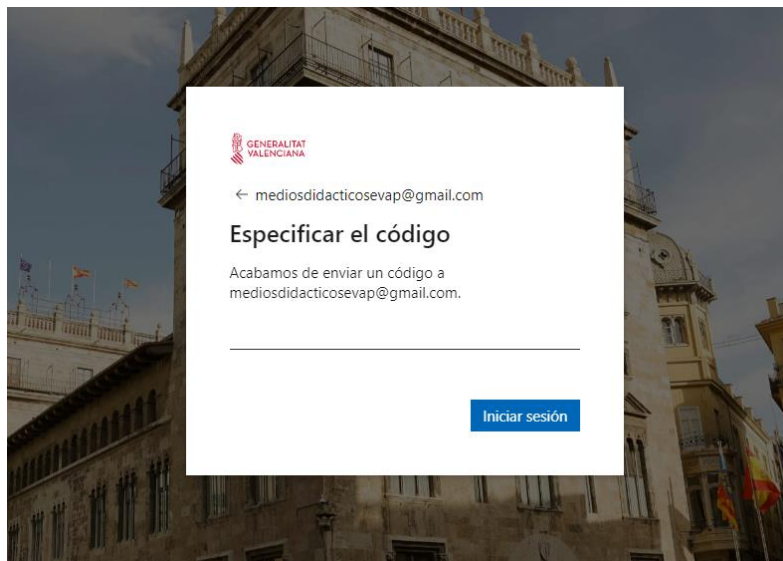 GENERALITAT
VALENCIANA
← mediosdidacticosevap@gmail.com
Especificar el código
Acabamos de enviar un código a
mediosdidacticosevap@gmail.com.
Iniciar sesión